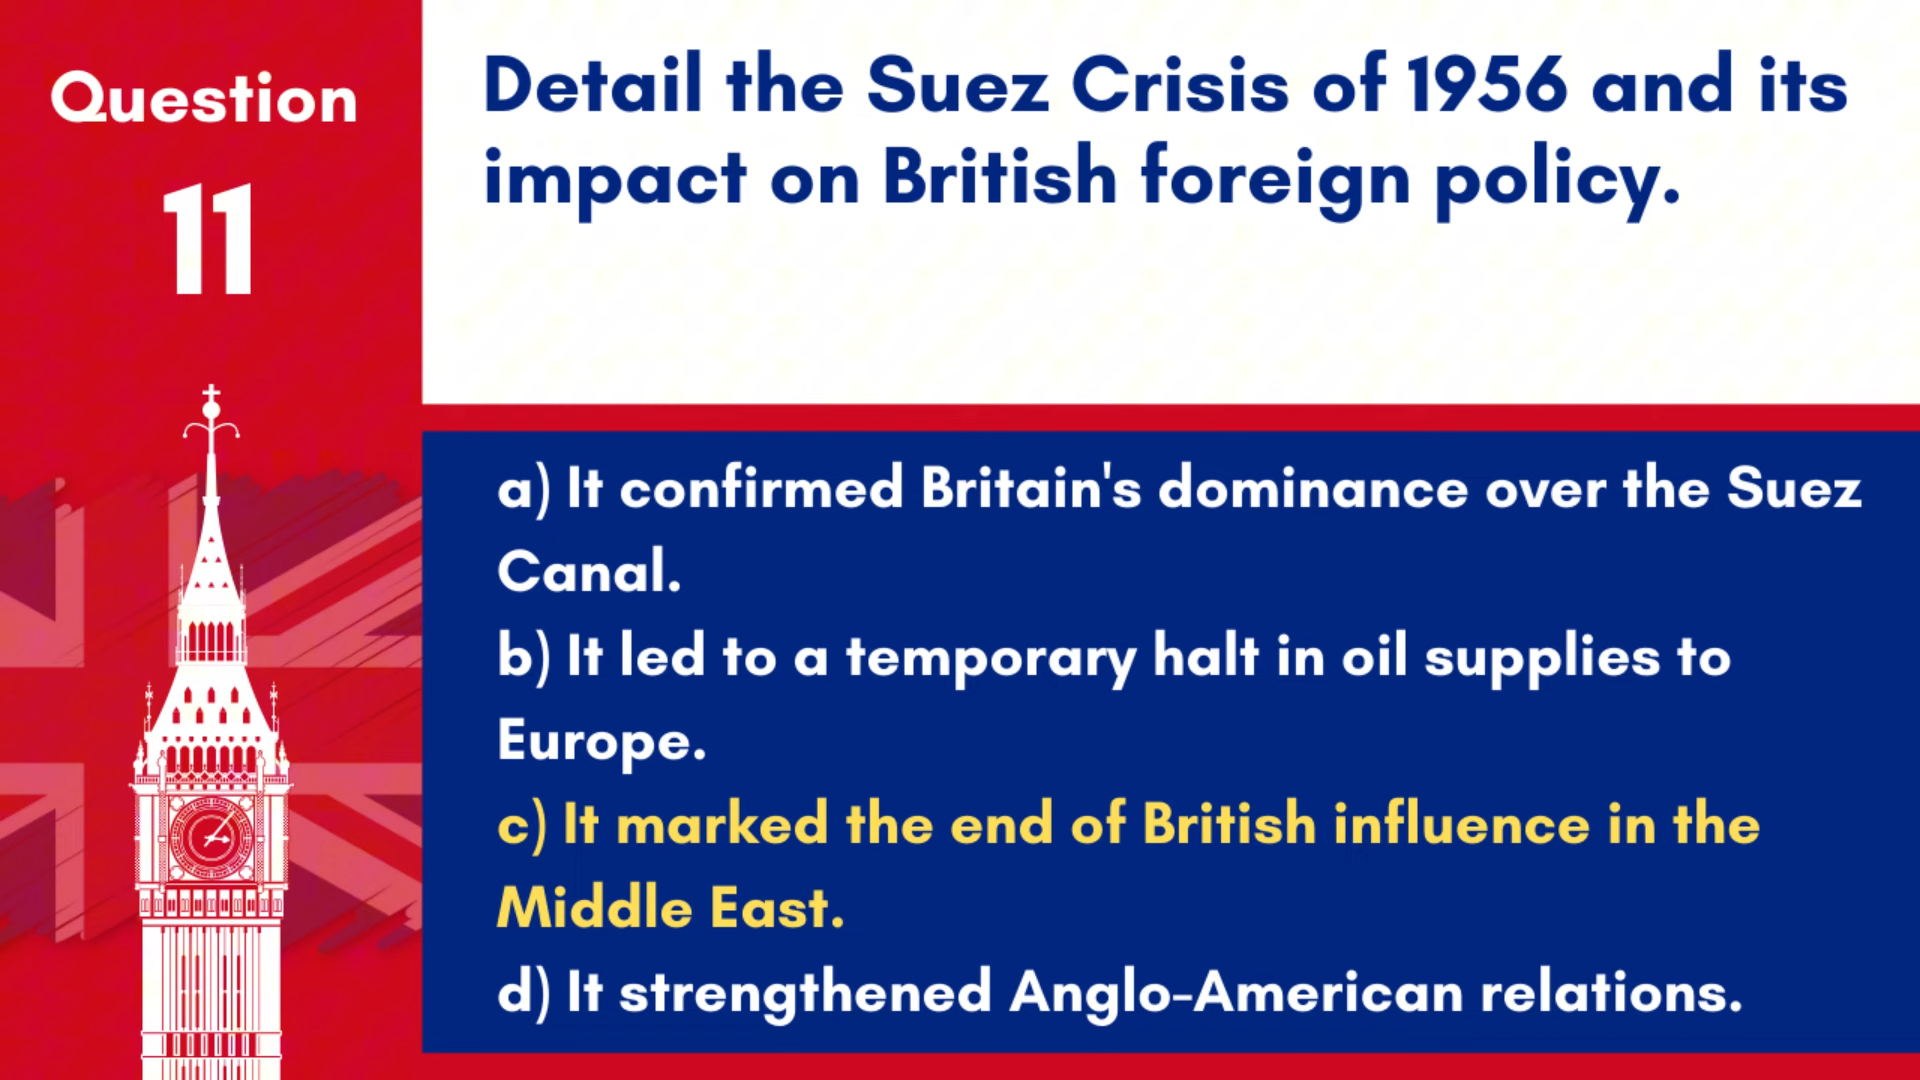 Question
11
Detail the Suez Crisis of 1956 and its
impact on British foreign policy.
a) It confirmed Britain's dominance over the Suez
Canal.
b) It led to a temporary halt in oil supplies to
Europe.
c) It marked the end of British influence in the
Middle East.
d) It strengthened Anglo-American relations.